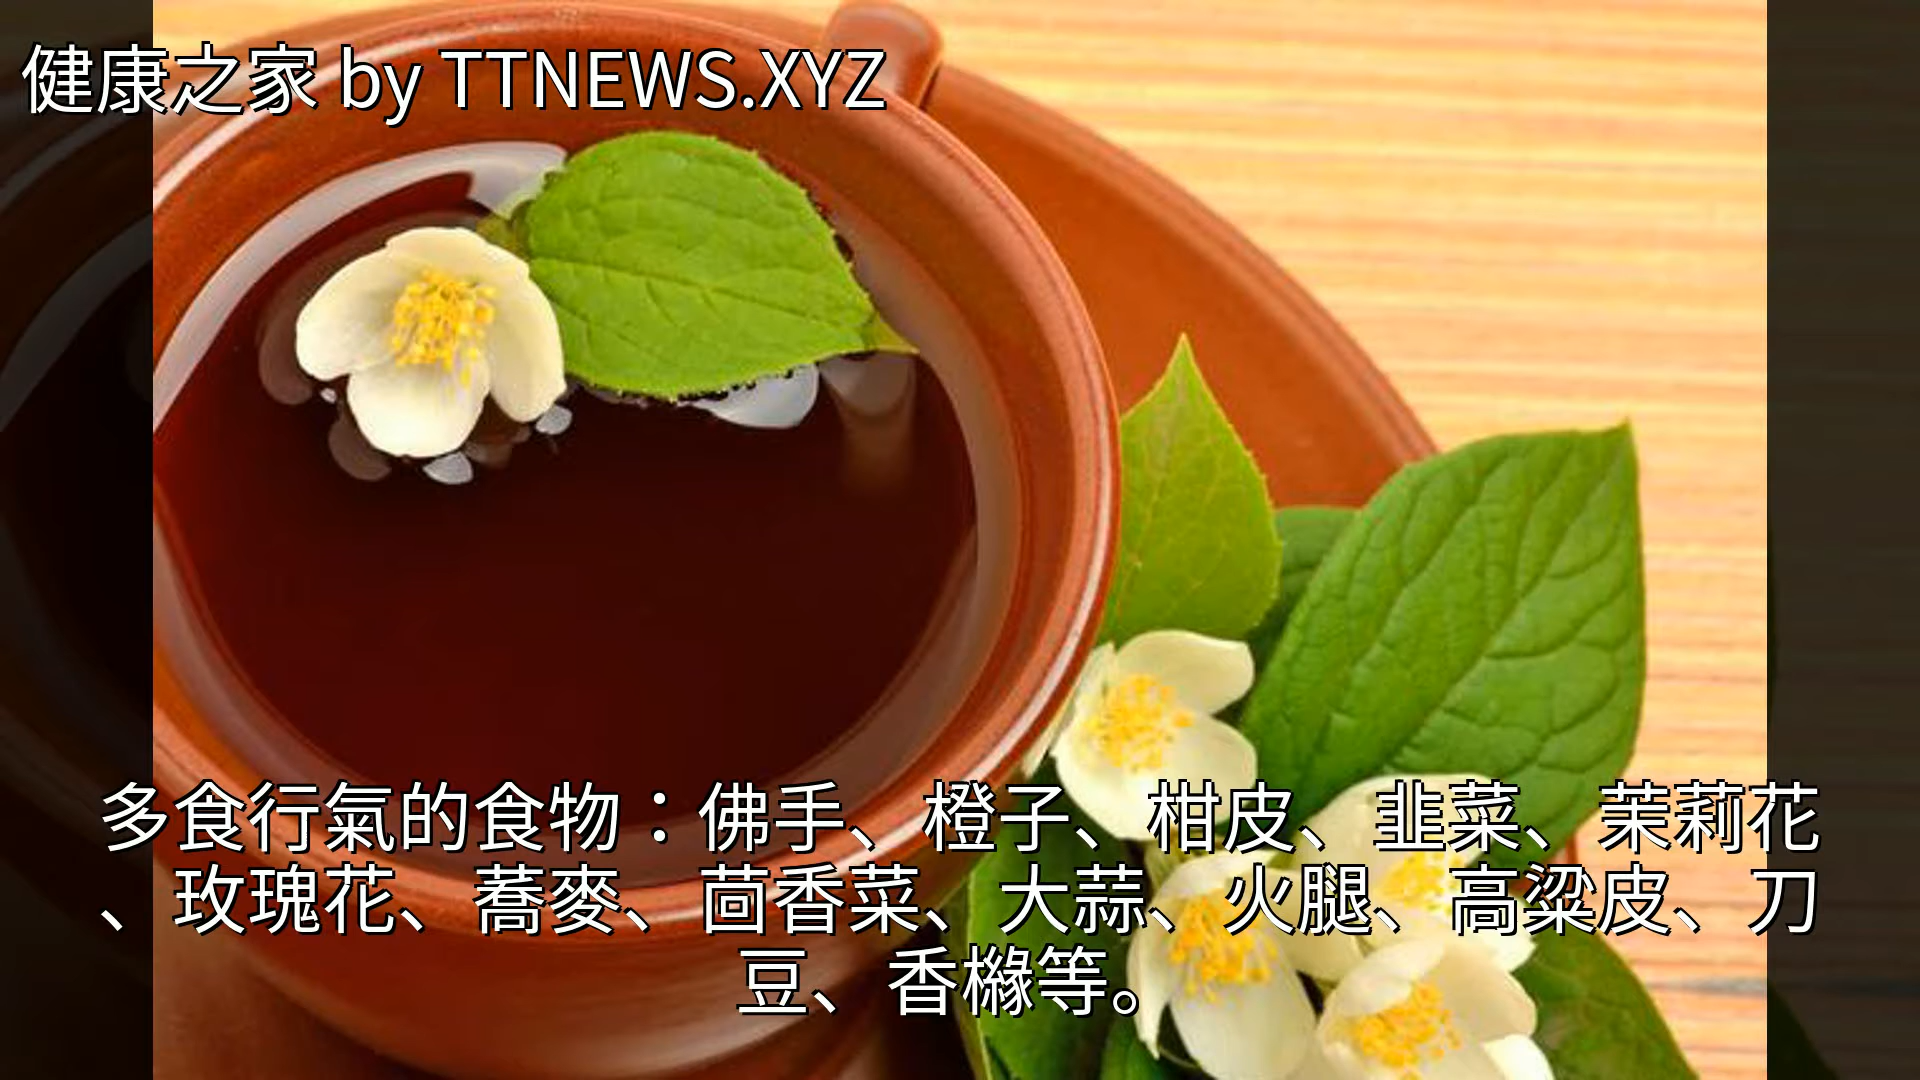 健康之家 by TTNEWS.XYZ
多食行氣的食物：佛手、橙子、柑皮、韭菜、茉莉花
、玫瑰花、蕎麥、茴香菜、大蒜、火腿、高粱皮、刀
豆、香櫞等。